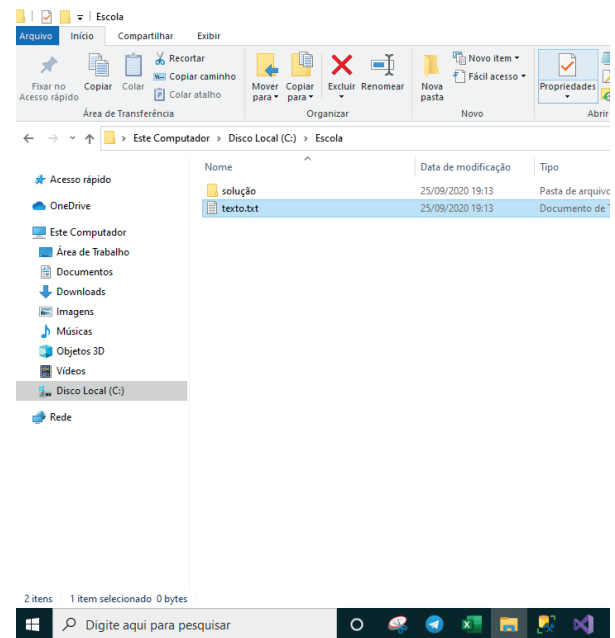 Escola
Arquivo Início Compartilhar Exibir
Fixar no Acesso rápido
Copiar
Colar
Recortar
Copiar caminho
Colar atalho
Mover para
Copiar para
Excluir
Renomear
Nova pasta
Novo item
Fácil acesso
Propriedades
Área de Transferência Organizar Novo Abrir
Este Computador > Disco Local (C:) > Escola
Nome Data de modificação Tipo
solução 25/09/2020 19:13 Pasta de arquivo
texto.txt 25/09/2020 19:13 Documento de T
Acesso rápido
OneDrive
Este Computador
Área de Trabalho
Documentos
Downloads
Imagens
Músicas
Objetos 3D
Vídeos
Disco Local (C:)
Rede
2 itens 1 item selecionado 0 bytes
Digite aqui para pesquisar